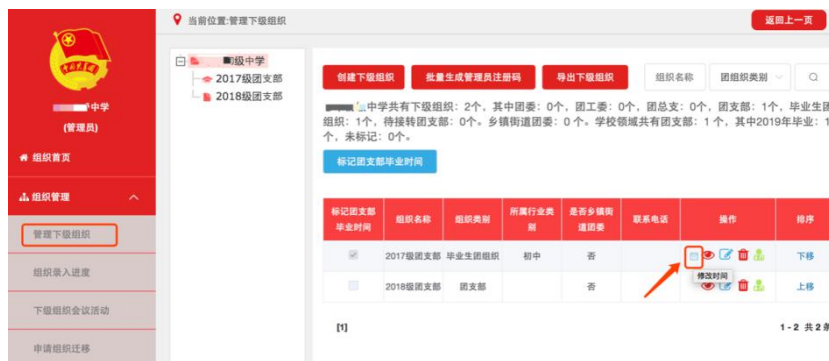 当前位置:管理下级组织
返回上一页
中学
(管理员)
组织首页
组织管理
管理下级组织
组织录入进度
下级组织会议活动
申请组织迁移
级中学
2017级团支部
2018级团支部
创建下级组织 批量生成管理员注册码 导出下级组织 组织名称 团组织类别
中学共有下级组织: 2个, 其中团委: 0个, 团工委: 0个, 团总支: 0个, 团支部: 1个, 毕业生团
组织: 1个, 待接转团支部: 0个。乡镇街道团委: 0 个。学校领域共有团支部: 1 个, 其中2019年毕业: 1
个, 未标记: 0个。
标记团支部毕业时间
标记团支部毕业时间 组织名称 组织类别 所属行业类别 是否乡镇街道团委 联系电话 操作 排序
2017级团支部 毕业生团组织 初中 否 下移
修改时间
2018级团支部 团支部 否 上移
[1]
1 - 2 共 2 条